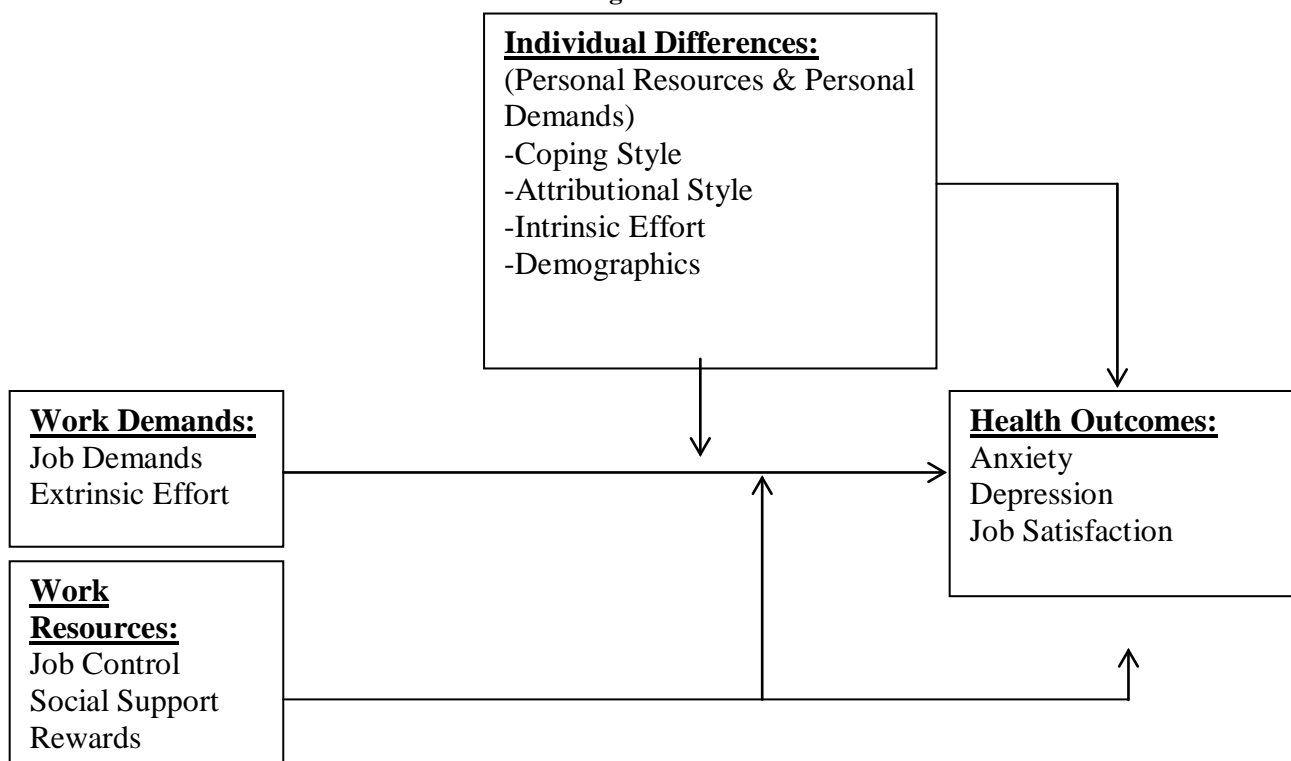 Individual Differences:
(Personal Resources & Personal
Demands)
-Coping Style
-Attributional Style
-Intrinsic Effort
-Demographics
Work Demands:
Job Demands
Extrinsic Effort
Health Outcomes:
Anxiety
Depression
Job Satisfaction
Work
Resources:
Job Control
Social Support
Rewards